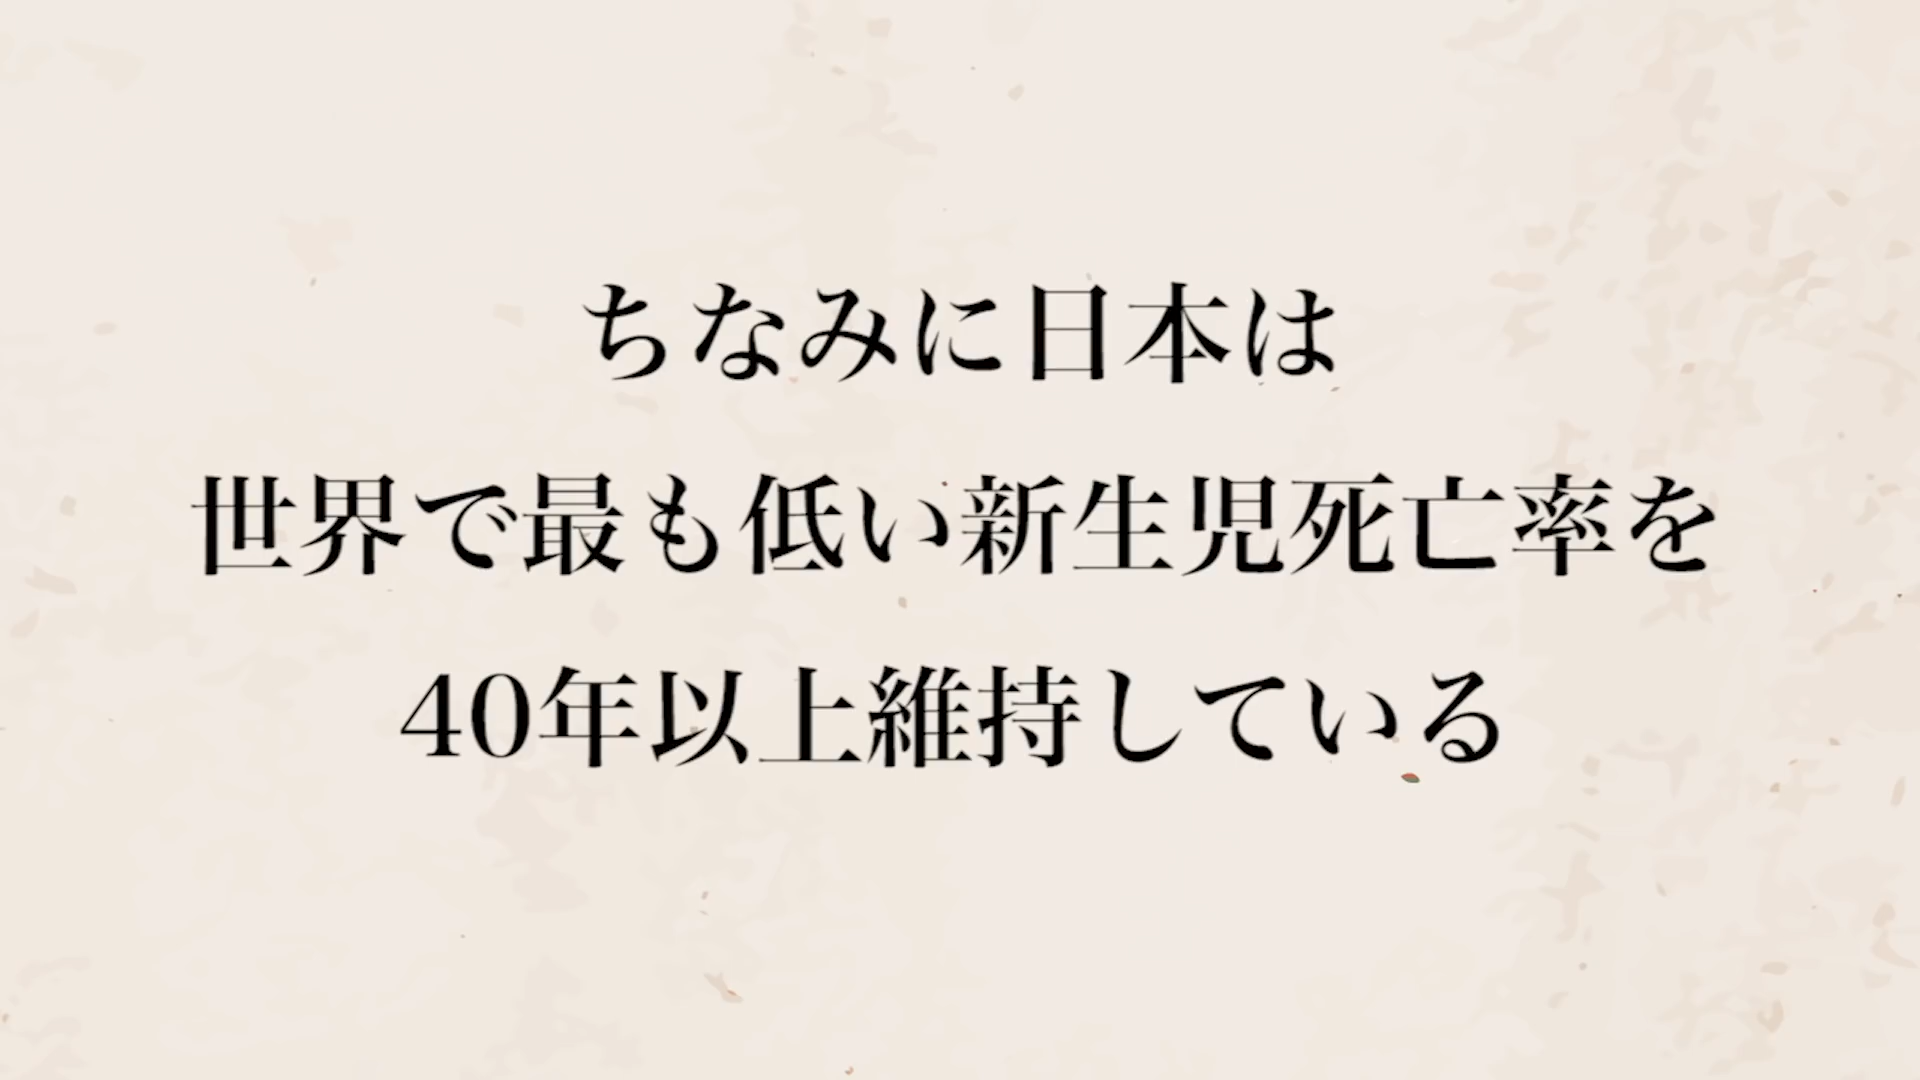 ちなみに日本は
世界で最も低い新生児死亡率を
40年以上維持している